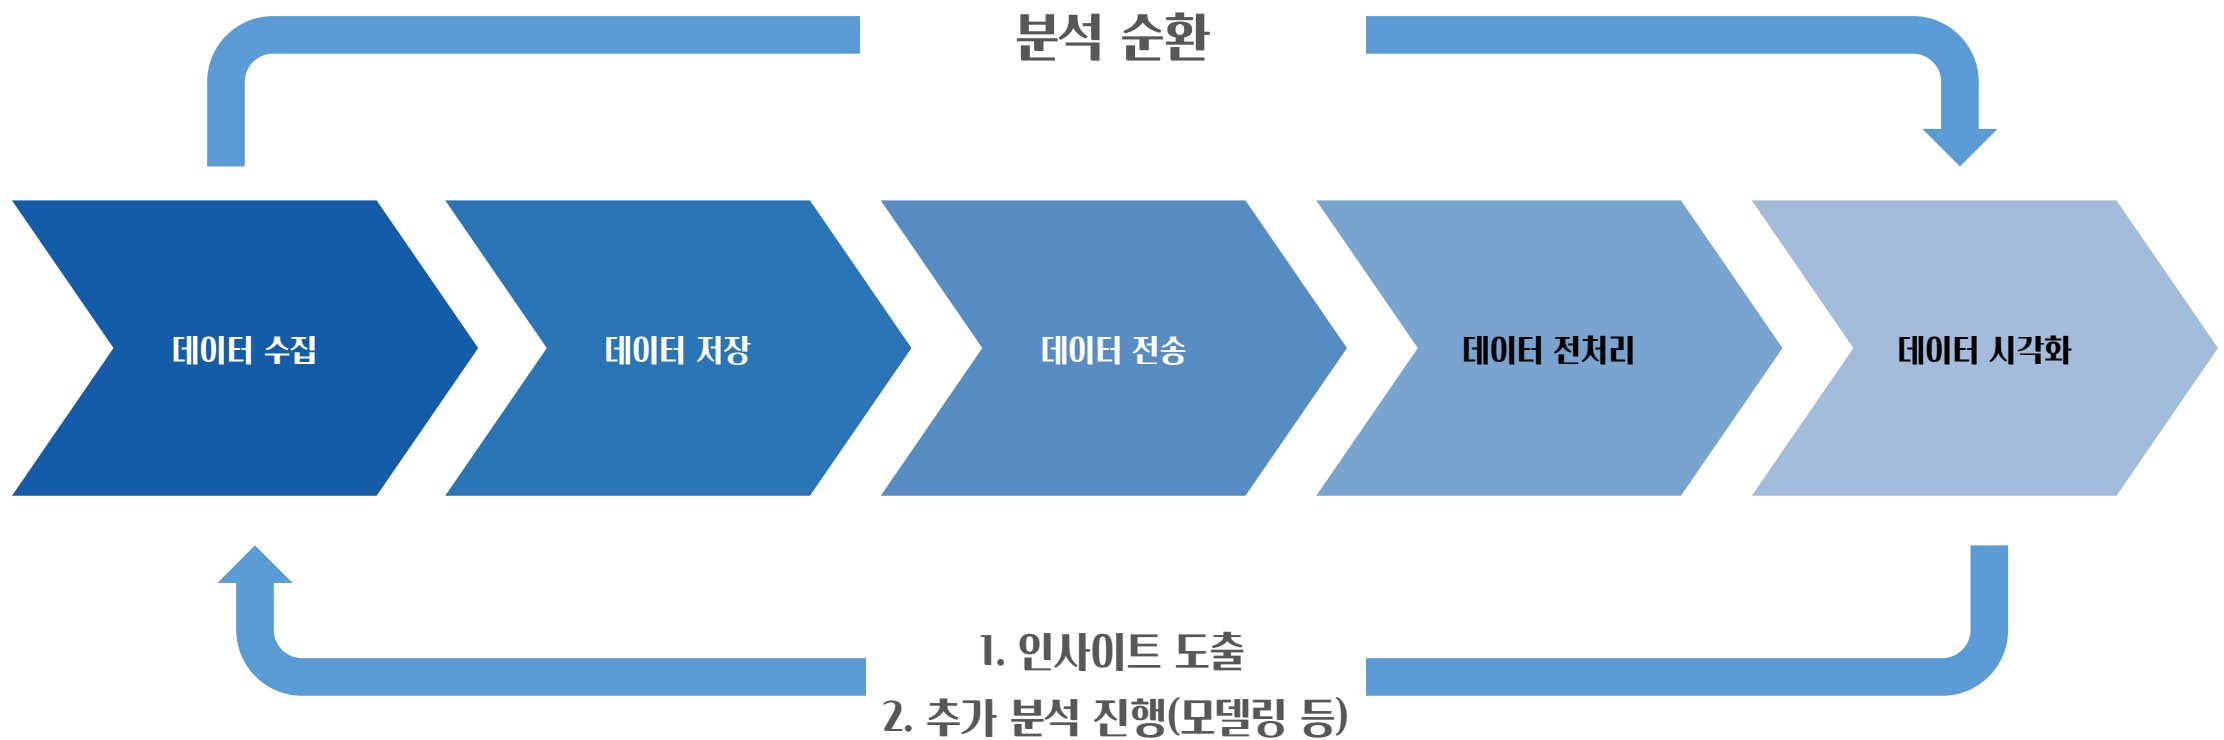 분석 순환
데이터 수집
데이터 저장
데이터 전송
데이터 전처리
데이터 시각화
1. 인사이트 도출
2. 추가 분석 진행(모델링 등)